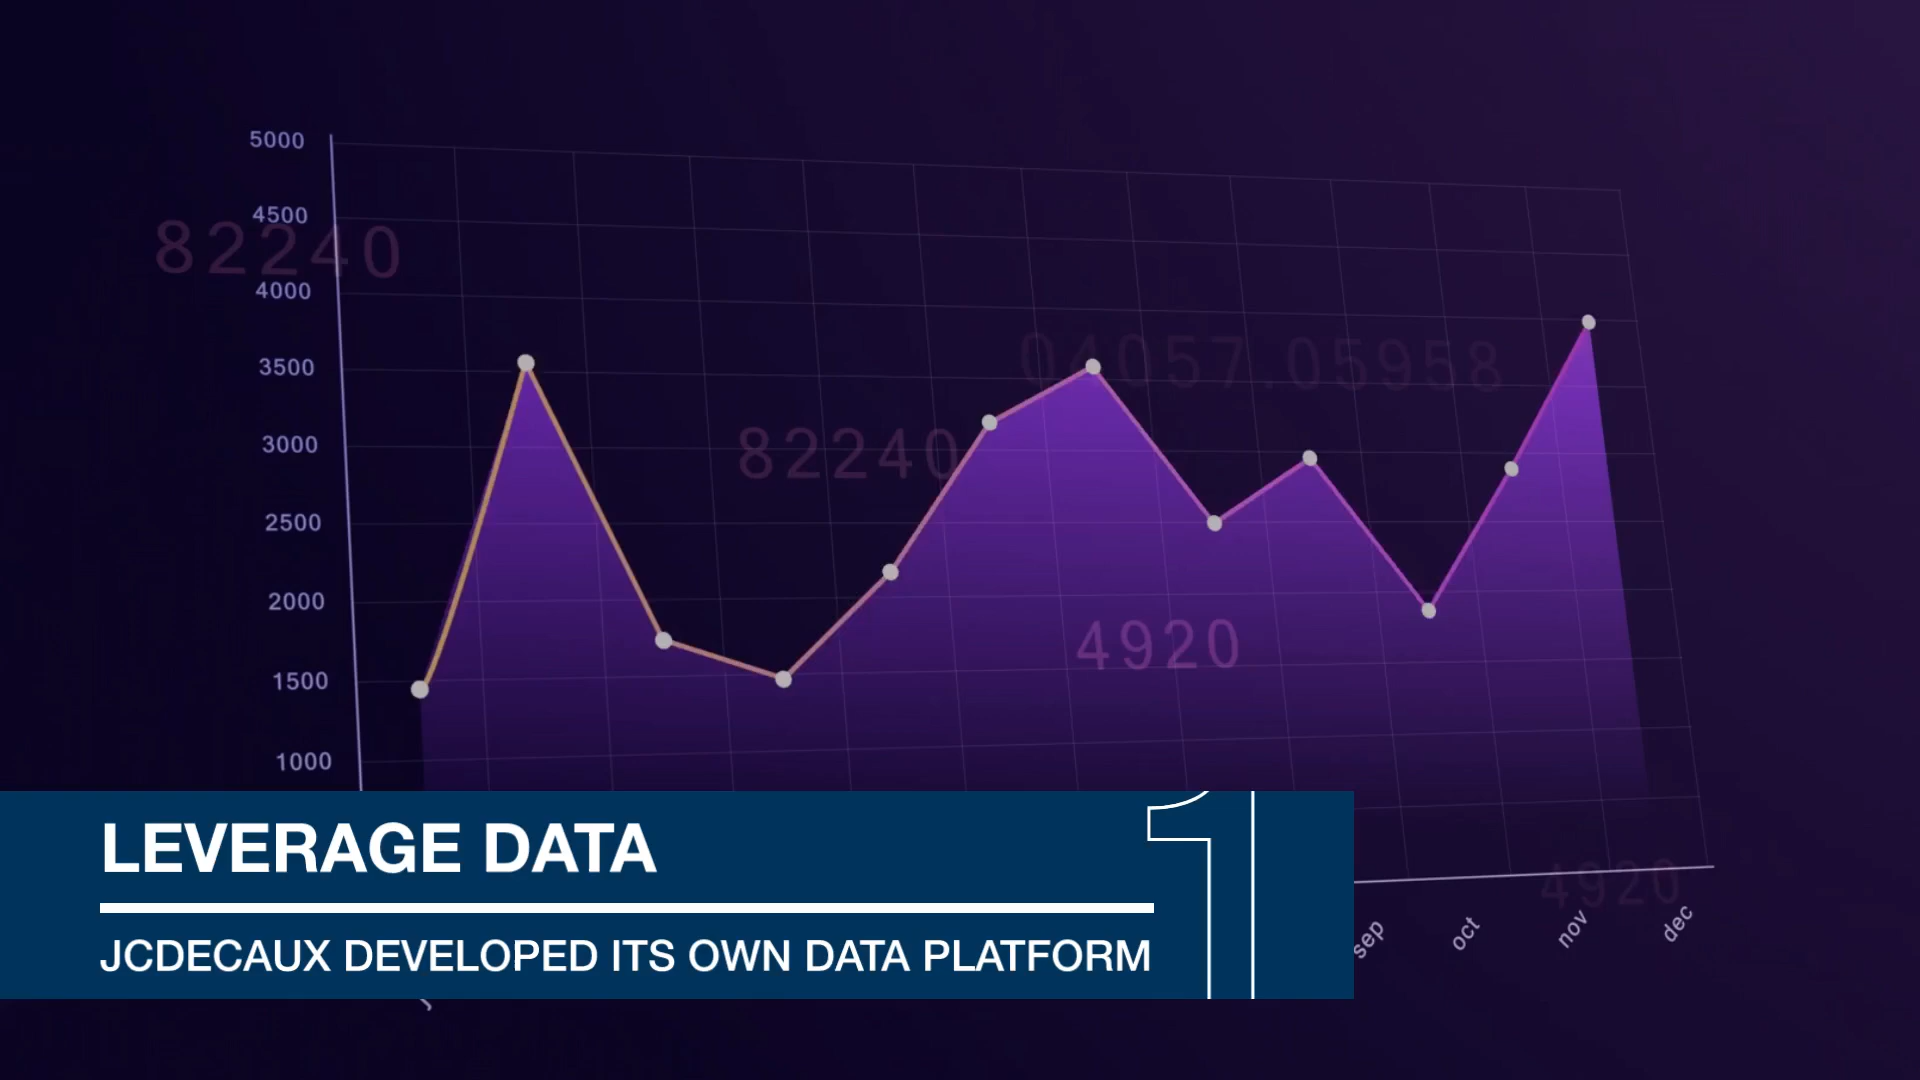 5000
4500
82240
4000
04057.05958
3500
82240
3000
2500
2000
4920
1500
1000
LEVERAGE DATA
1
JCDECAUX DEVELOPED ITS OWN DATA PLATFORM
4920
sep
oct
nov
dec